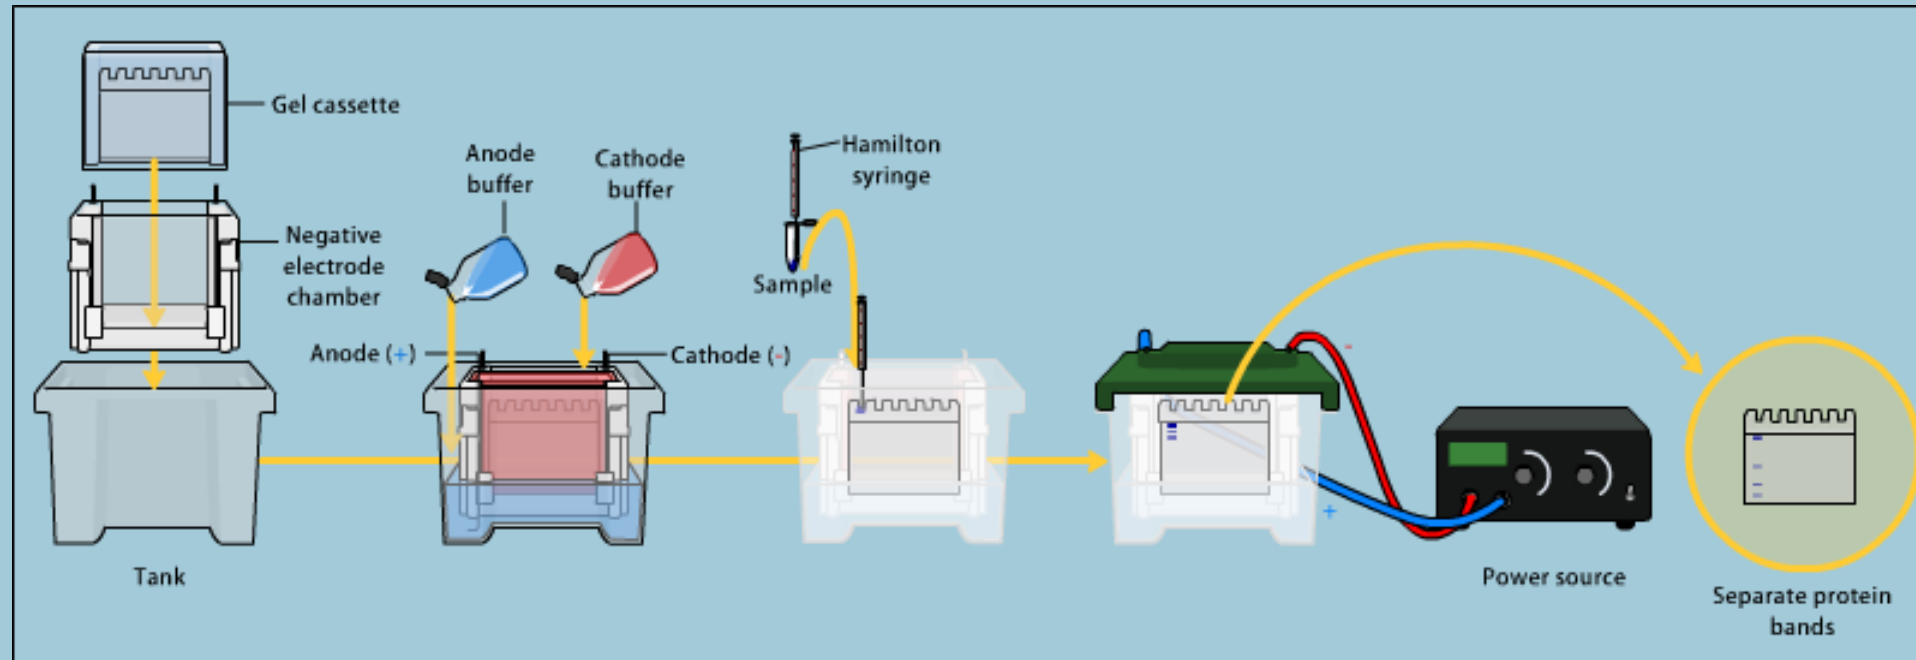 Gel cassette
Negative
electrode
chamber
Tank
Anode
buffer
Cathode
buffer
Anode (+)
Cathode (-)
Hamilton
syringe
Sample
-
+
Power source
Separate protein
bands